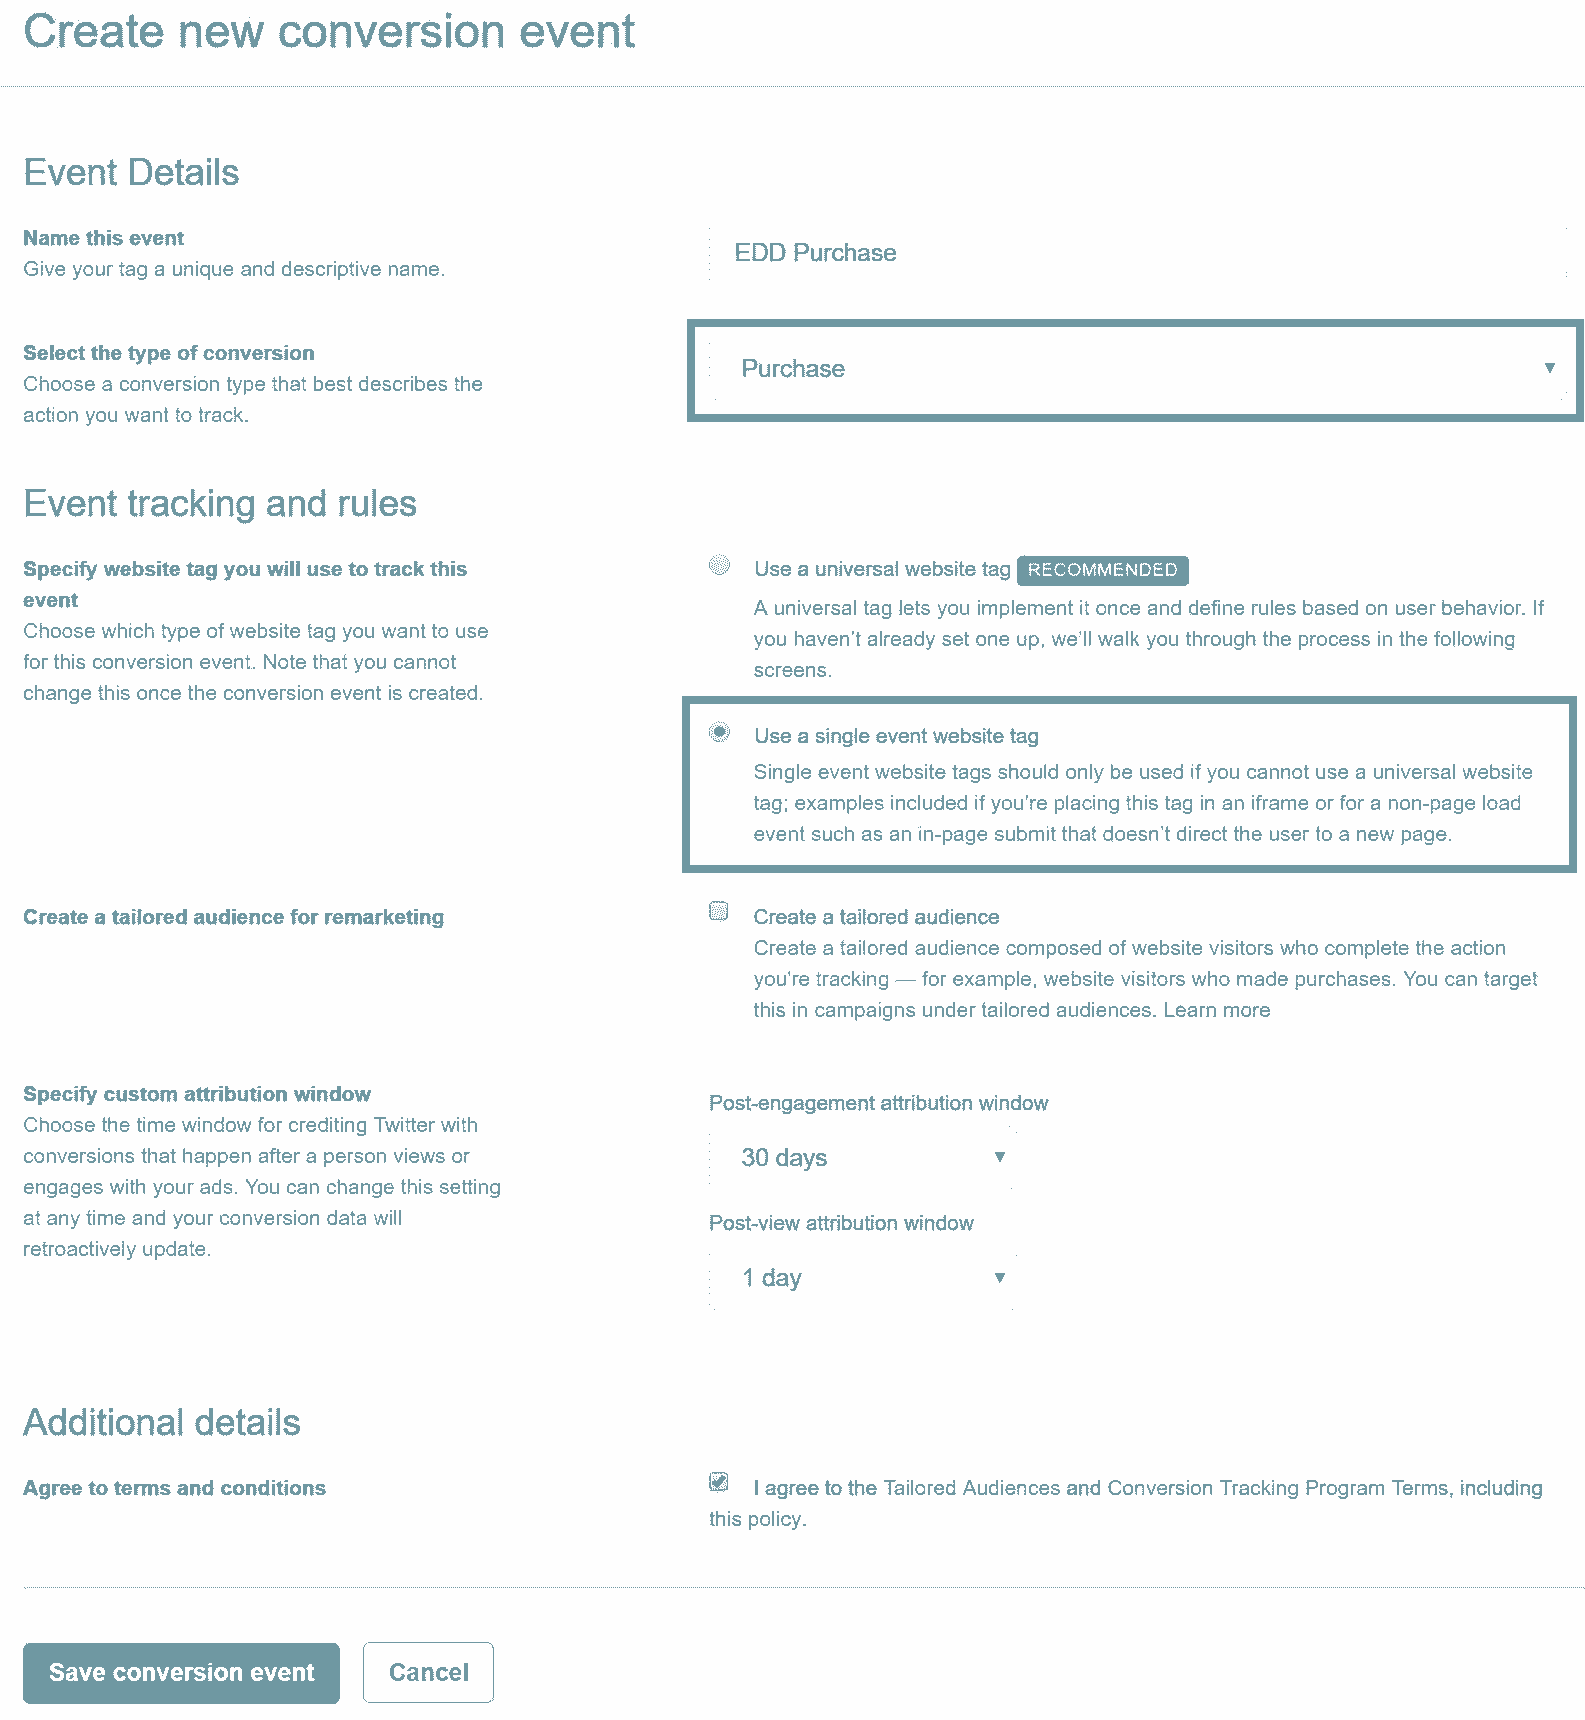 Create new conversion event
Event Details
Name this event
Give your tag a unique and descriptive name.
EDD Purchase
Select the type of conversion
Choose a conversion type that best describes the
action you want to track.
Purchase
Event tracking and rules
Specify website tag you will use to track this
event
Choose which type of website tag you want to use
for this conversion event. Note that you cannot
change this once the conversion event is created.
Use a universal website tag RECOMMENDED
A universal tag lets you implement it once and define rules based on user behavior. If
you haven't already set one up, we'll walk you through the process in the following
screens.
Use a single event website tag
Single event website tags should only be used if you cannot use a universal website
tag; examples included if you're placing this tag in an iframe or for a non-page load
event such as an in-page submit that doesn't direct the user to a new page.
Create a tailored audience for remarketing
Create a tailored audience
Create a tailored audience composed of website visitors who complete the action
you're tracking — for example, website visitors who made purchases. You can target
this in campaigns under tailored audiences. Learn more
Specify custom attribution window
Choose the time window for crediting Twitter with
conversions that happen after a person views or
engages with your ads. You can change this setting
at any time and your conversion data will
retroactively update.
Post-engagement attribution window
30 days
Post-view attribution window
1 day
Additional details
Agree to terms and conditions
I agree to the Tailored Audiences and Conversion Tracking Program Terms, including
this policy.
Save conversion event
Cancel